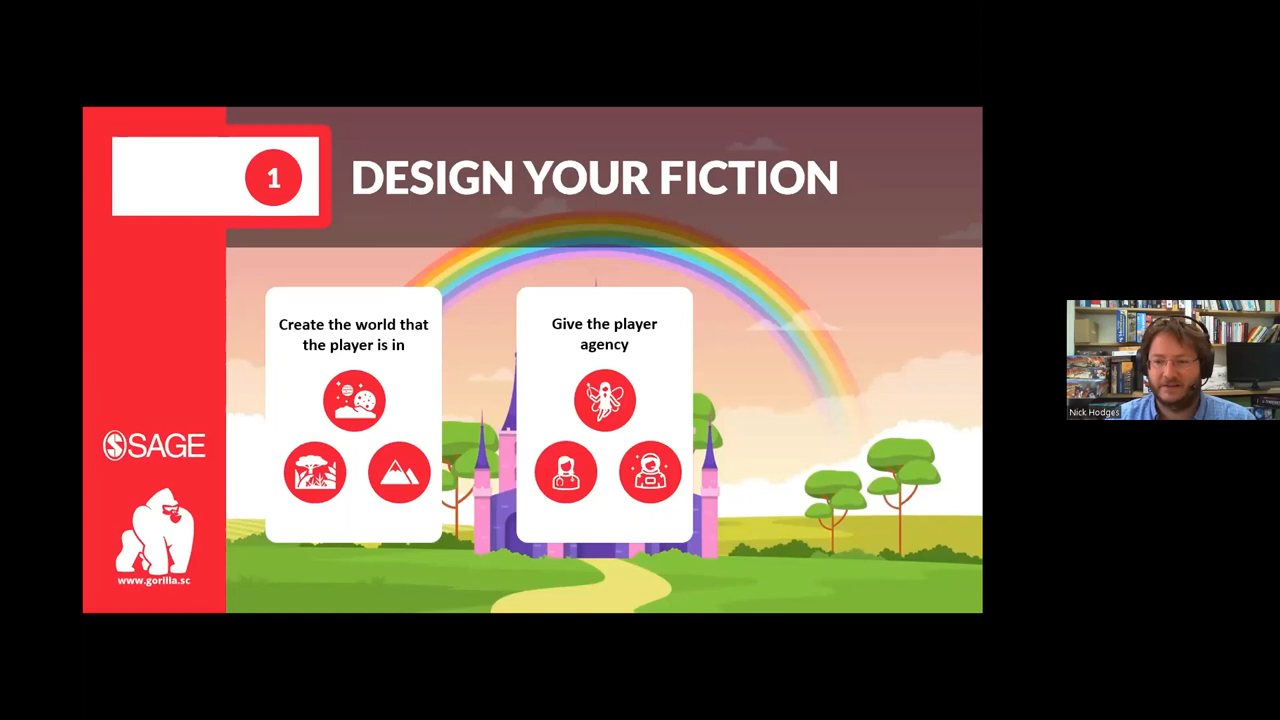 1
DESIGN YOUR FICTION
Create the world that
the player is in
Give the player
agency
SAGE
www.gorilla.sc
Nick Hodges